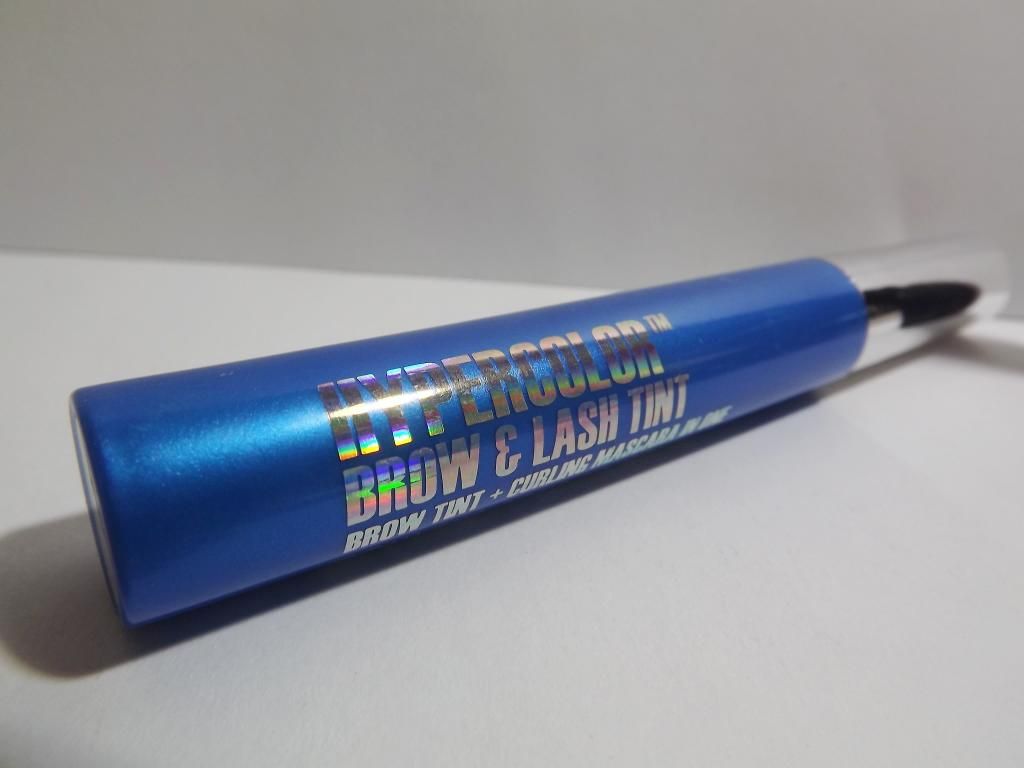 HYPERCOLOR™
BROW & LASH TINT
BROW TINT + CURLING MASCARA IN ONE